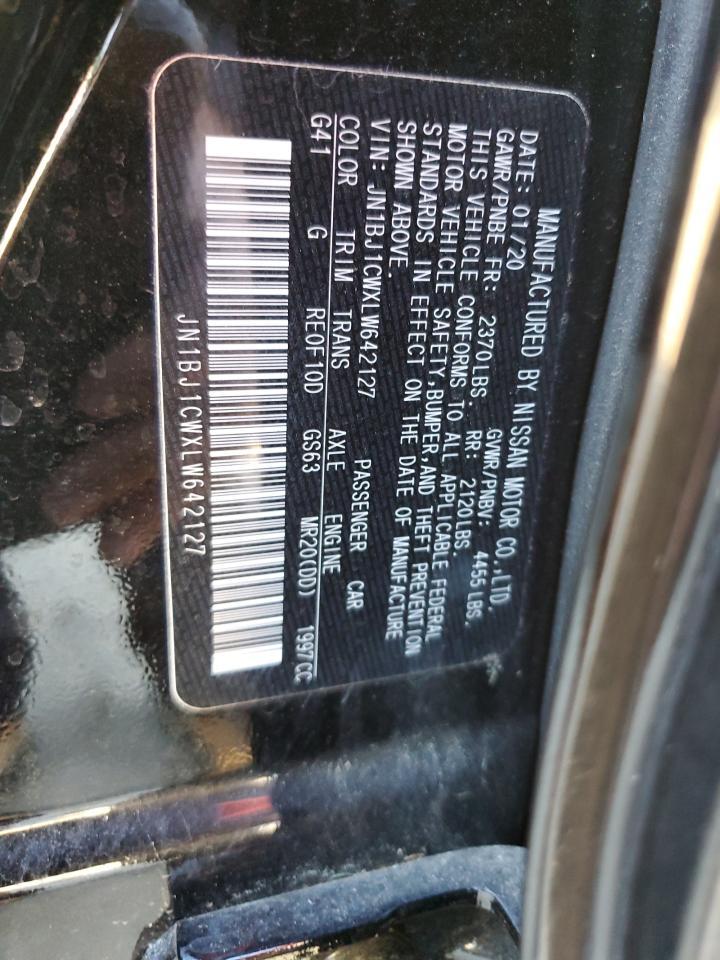 MANUFACTURED BY NISSAN MOTOR CO.,LTD.
DATE: 01/20 GVWR/PNBV: 4455 LBS.
GAWR/PNBE FR: 2370 LBS. RR: 2120 LBS.
THIS VEHICLE CONFORMS TO ALL APPLICABLE FEDERAL
MOTOR VEHICLE SAFETY,BUMPER,AND THEFT PREVENTION
STANDARDS IN EFFECT ON THE DATE OF MANUFACTURE
SHOWN ABOVE.
VIN: JN1BJ1CWXLW642127 PASSENGER CAR
COLOR TRIM TRANS AXLE ENGINE
G41 G RE0F10D GS63 MR20(DD) 1997CC
JN1BJ1CWXLW642127